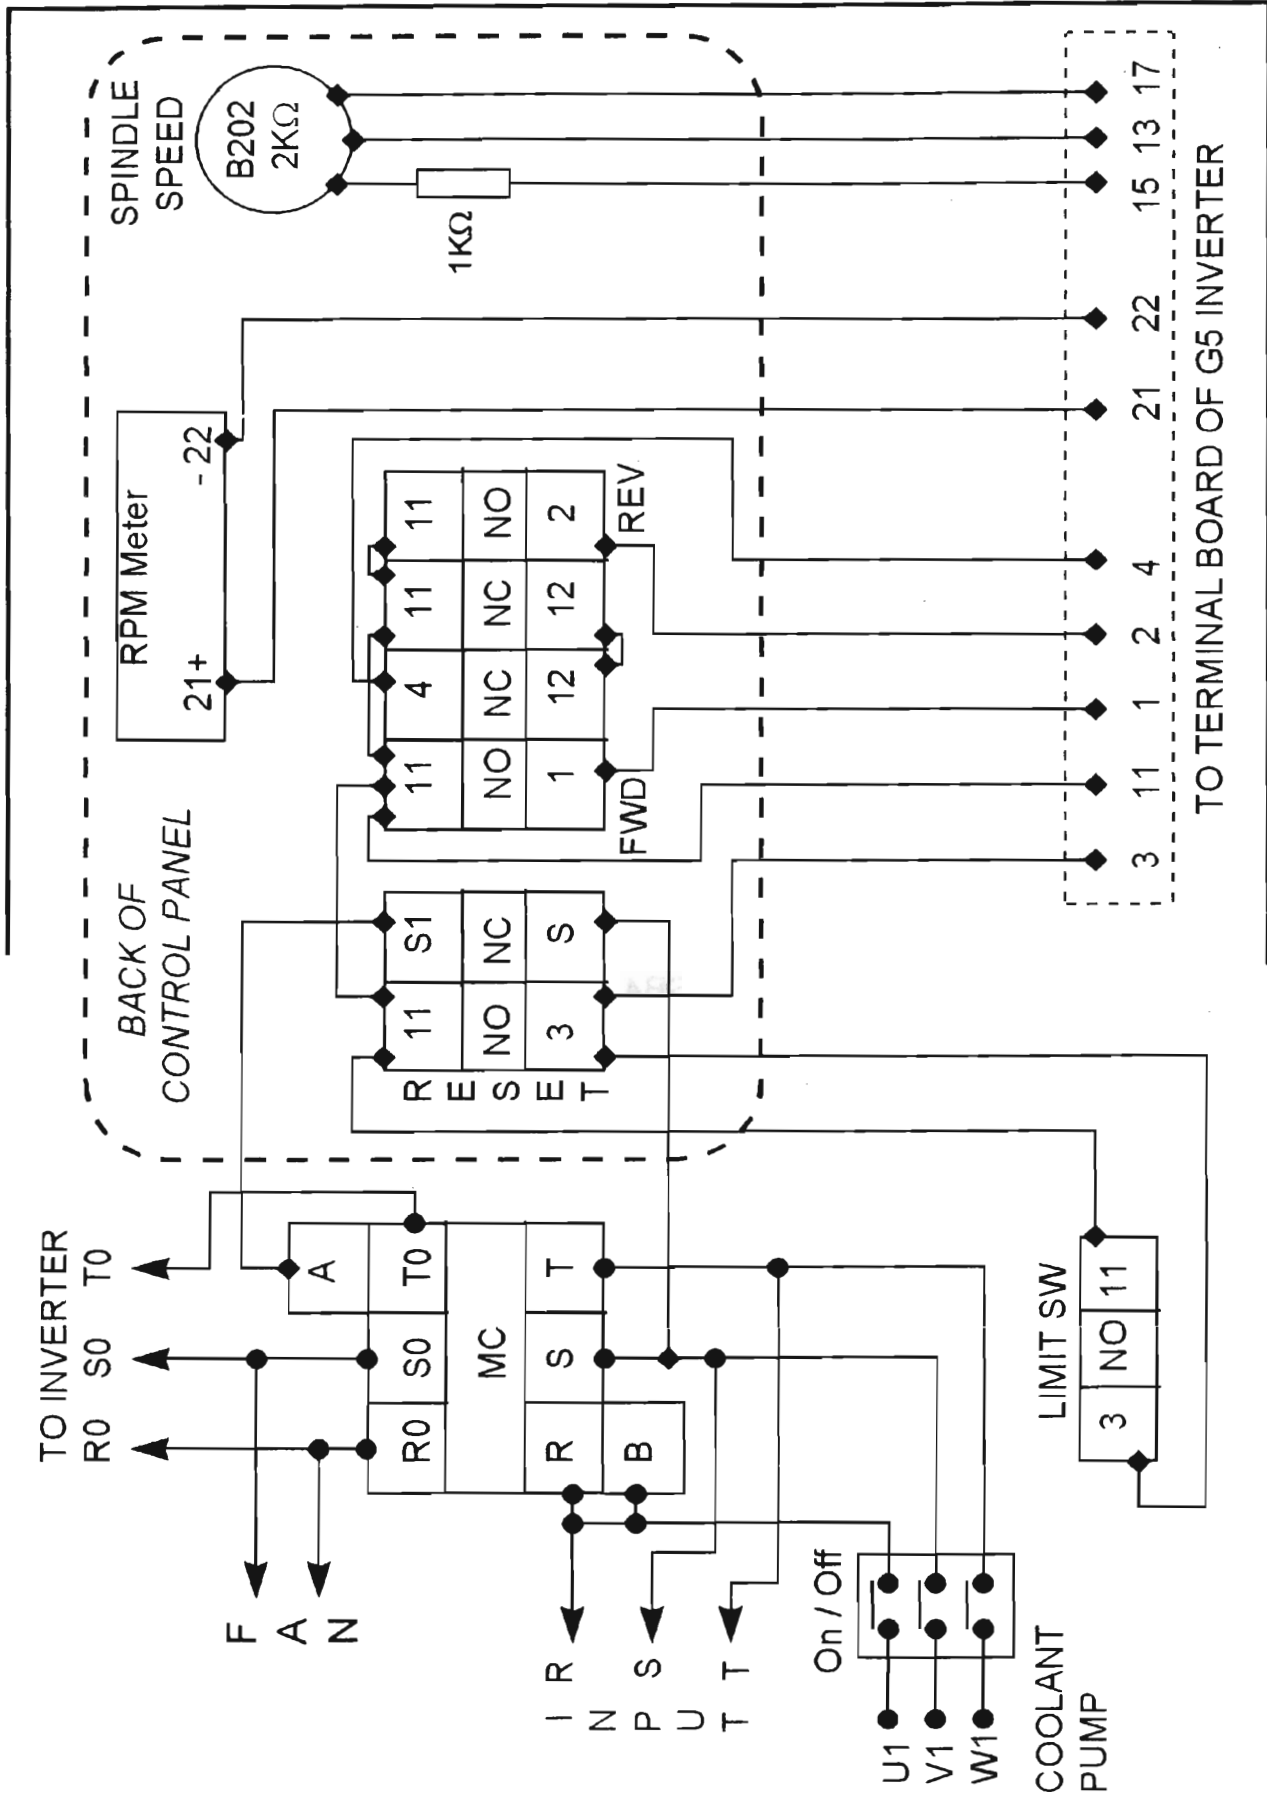 TO INVERTER
R0 S0 T0
F
A
N
A
R0 S0 T0
MC
R S T
B
I R
N
P S
U
T T
On / Off
U1
V1
W1
COOLANT
PUMP
LIMIT SW
3 NO 11
BACK OF
CONTROL PANEL
R
E
S
E
T
11 S1
NO NC
3 S
RPM Meter
21+ - 22
11 4 11 11
NO NC NC NO
1 12 12 2
FWD REV
SPINDLE
SPEED
B202
2KΩ
1KΩ
3 11 1 2 4 21 22 15 13 17
TO TERMINAL BOARD OF G5 INVERTER